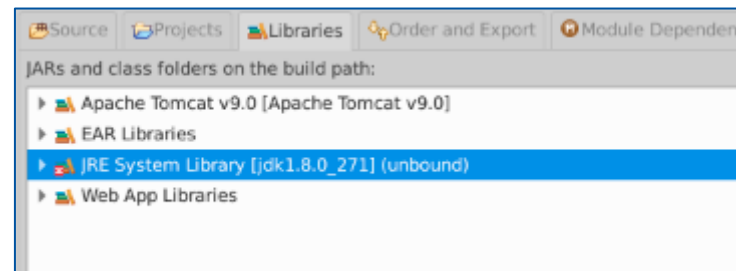 Source Projects Libraries Order and Export Module Dependen
JARs and class folders on the build path:
Apache Tomcat v9.0 [Apache Tomcat v9.0]
EAR Libraries
JRE System Library [jdk1.8.0_271] (unbound)
Web App Libraries